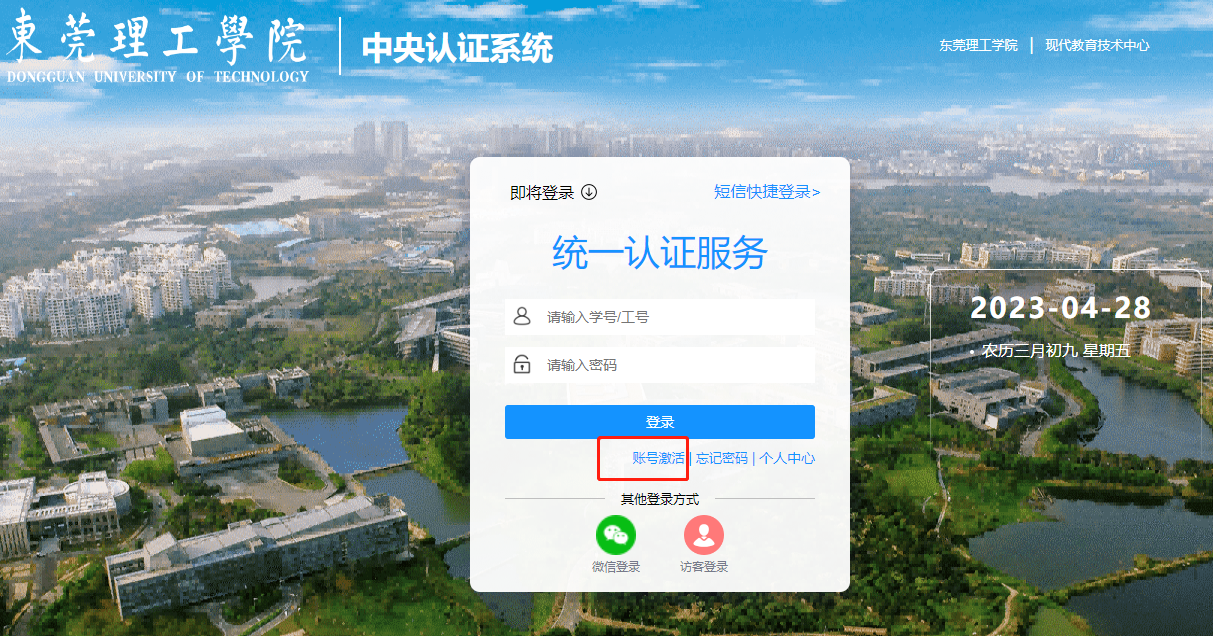 東莞理工學院
DONGGUAN UNIVERSITY OF TECHNOLOGY
中央认证系统
东莞理工学院 | 现代教育技术中心
即将登录
短信快捷登录>
统一认证服务
请输入学号/工号
请输入密码
登录
账号激活 | 忘记密码 | 个人中心
其他登录方式
微信登录
访客登录
2023-04-28
• 农历三月初九 星期五